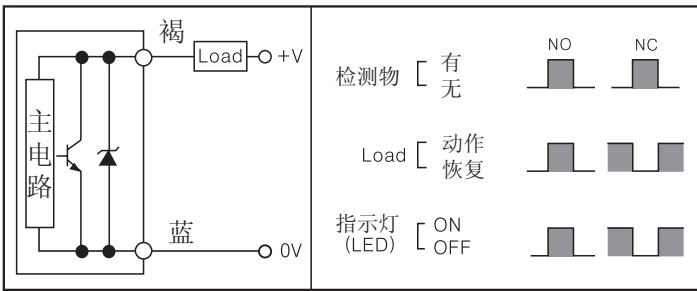 褐
Load
+V
主
电
路
蓝
0V
NO NC
检测物 有
无
Load 动作
恢复
指示灯 ON
(LED) OFF